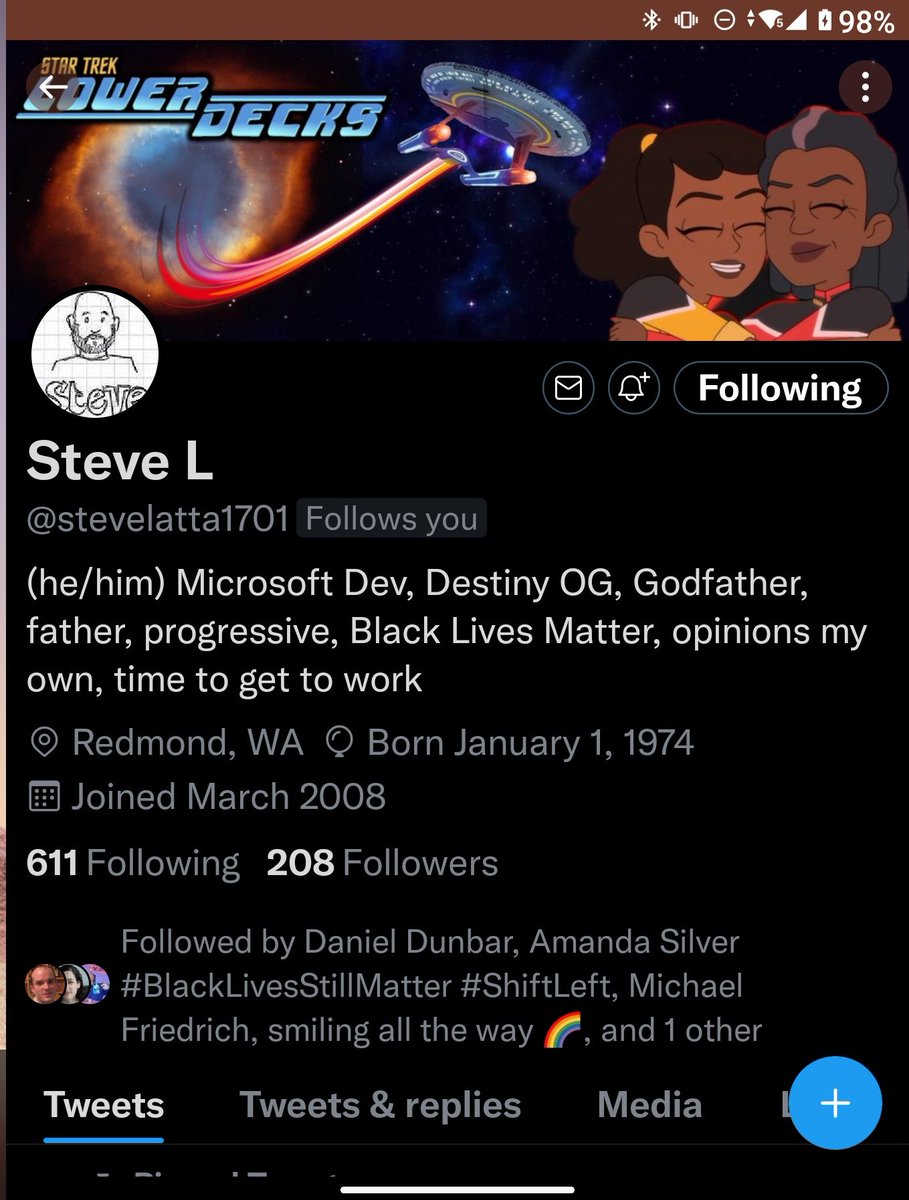 98%
STAR TREK
LOWER
DECKS
Steve
Following
Steve L
@stevelatta1701 Follows you
(he/him) Microsoft Dev, Destiny OG, Godfather,
father, progressive, Black Lives Matter, opinions my
own, time to get to work
Redmond, WA Born January 1, 1974
Joined March 2008
611 Following 208 Followers
Followed by Daniel Dunbar, Amanda Silver
#BlackLivesStillMatter #ShiftLeft, Michael
Friedrich, smiling all the way 🌈, and 1 other
Tweets Tweets & replies Media